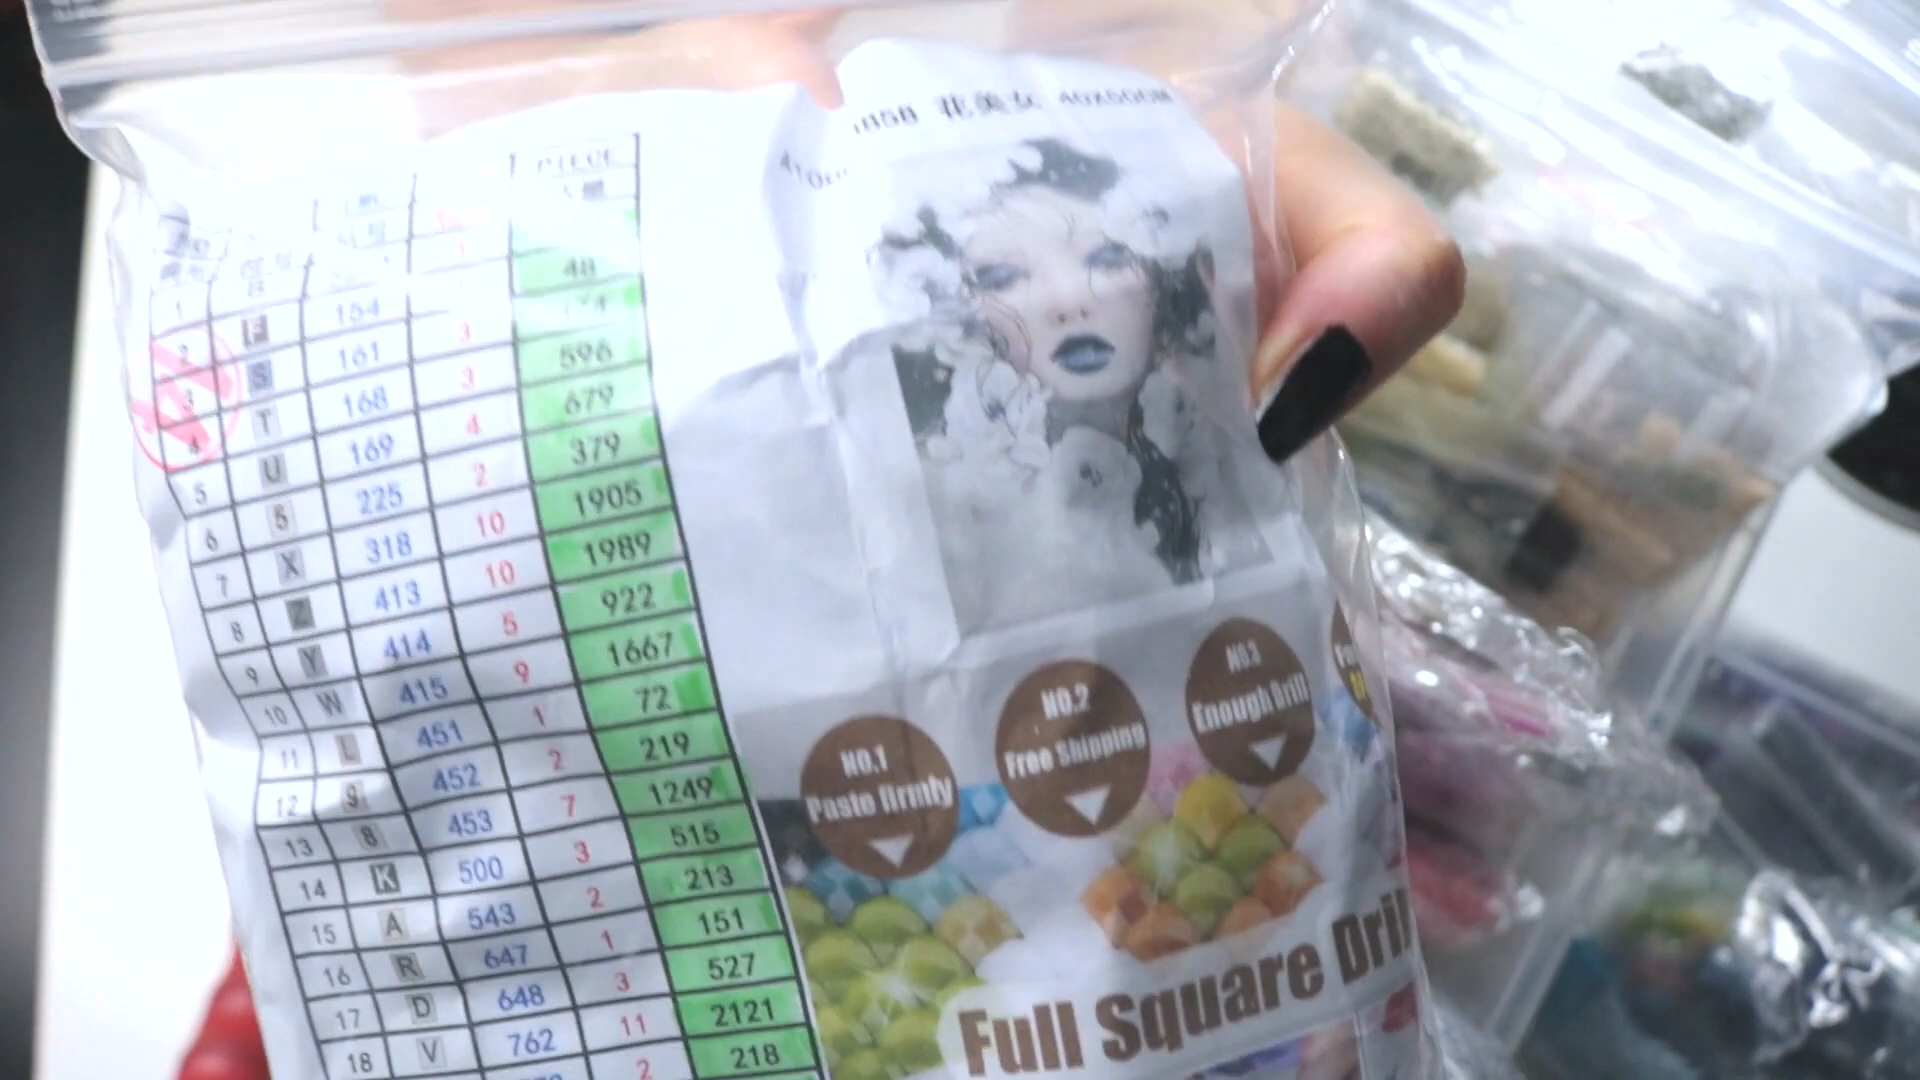 PIECE
1
48
2 F 154
3 S 161
4 T 168 3 596
5 U 169 4 679
6 5 225 2 379
7 X 318 10 1905
8 Z 413 10 1989
9 Y 414 5 922
10 W 415 9 1667
11 L 451 1 72
12 9 452 2 219
13 8 453 7 1249
14 K 500 3 515
15 A 543 2 213
16 R 647 1 151
17 D 648 3 527
18 V 762 11 2121
2 218
花美女 40X50CM
NO.1
Paste firmly
NO.2
Free Shipping
NO.3
Enough Drill
Full Square Drill